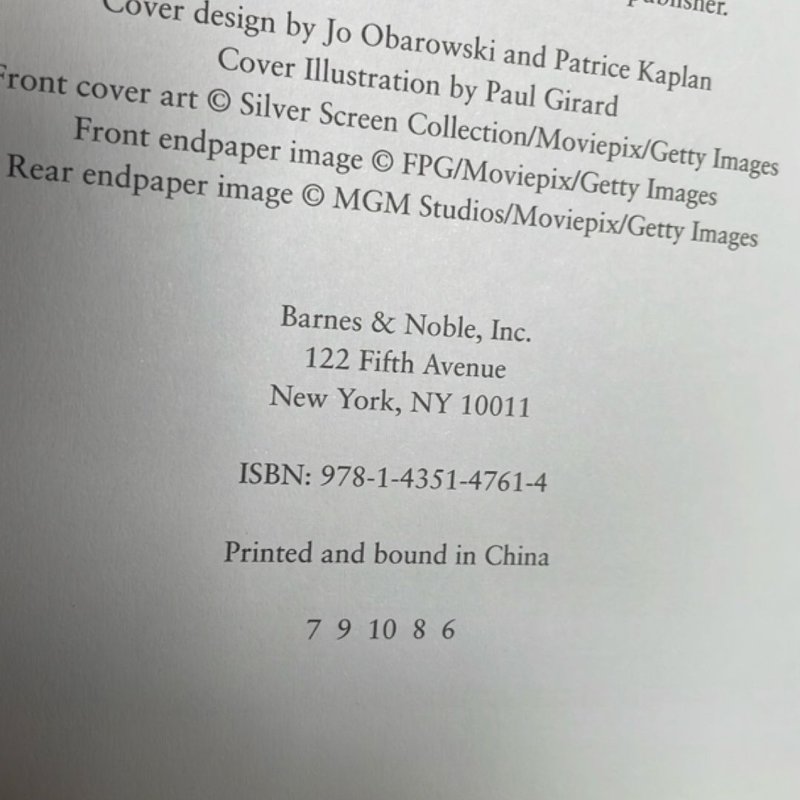 publisher.
Cover design by Jo Obarowski and Patrice Kaplan
Cover Illustration by Paul Girard
Front cover art © Silver Screen Collection/Moviepix/Getty Images
Front endpaper image © FPG/Moviepix/Getty Images
Rear endpaper image © MGM Studios/Moviepix/Getty Images
Barnes & Noble, Inc.
122 Fifth Avenue
New York, NY 10011
ISBN: 978-1-4351-4761-4
Printed and bound in China
7 9 10 8 6